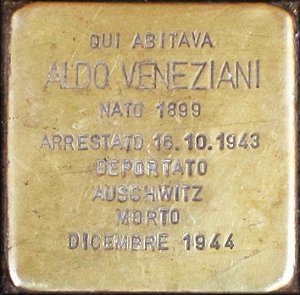 QUI ABITAVA
ALDO VENEZIANI
NATO 1899
ARRESTATO 16.10.1943
DEPORTATO
AUSCHWITZ
MORTO
DICEMBRE 1944